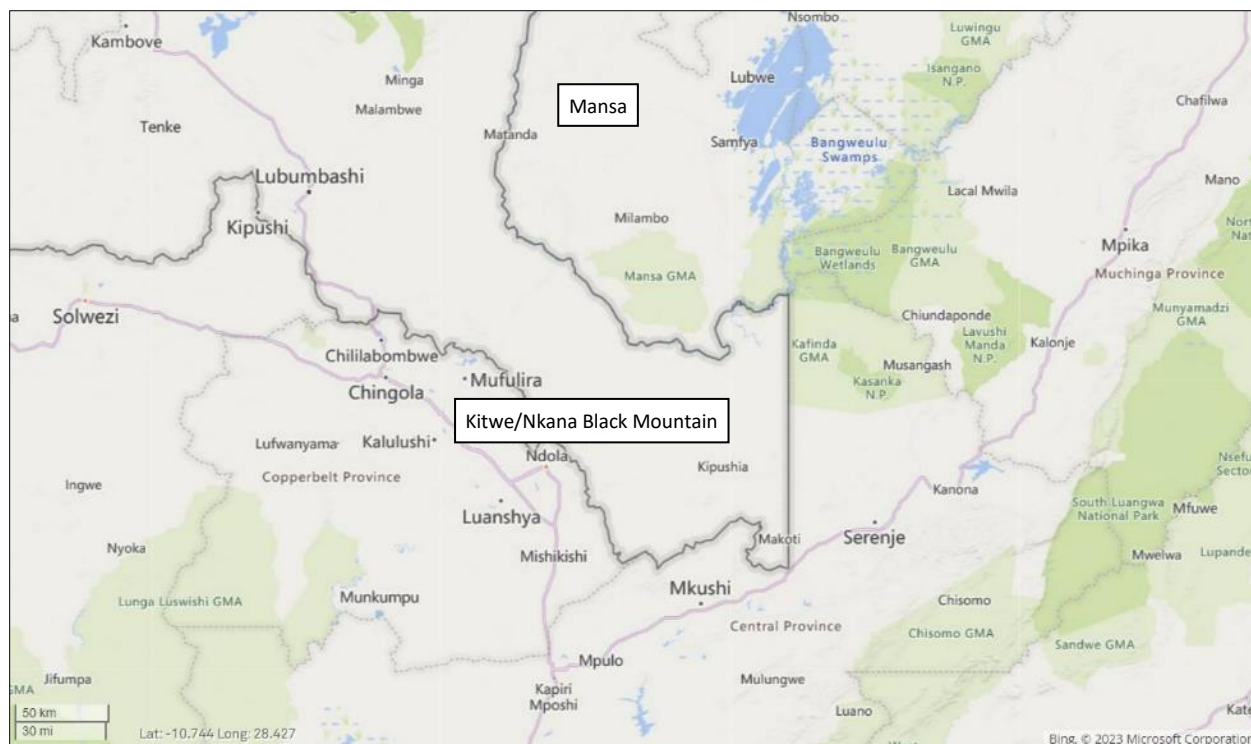 Kambove
Nsombo
Luwingu
GMA
Isangano
N.P.
Minga
Lubwe
Malambwe
Mansa
Chafilwa
Tenke
Matanda
Samfya
Bangweulu
Swamps
Lubumbashi
Lacal Mwila
Mano
Kipushi
Milambo
Mpika
Bangweulu
Wetlands
Bangweulu
GMA
Mansa GMA
Muchinga Province
Solwezi
Munyamadzi
GMA
Chiundaponde
Lavushi
Manda
N.P.
Kafinda
GMA
Kalonje
Chililabombwe
Musangash
Kasanka
N.P.
Mufulira
Chingola
Kitwe/Nkana Black Mountain
Lufwanyama
Kalulushi
Ndola
Kipushia
Copperbelt Province
Ingwe
Kanona
South Luangwa
National Park
Mfuwe
Luanshya
Serenje
Makoti
Nyoka
Mishikishi
Mwelwa
Lupande
Mkushi
Munkumpu
Lunga Luswishi GMA
Chisomo
Central Province
Chisomo GMA
Sandwe GMA
Mpulo
Jifumpa
Mulungwe
GMA
Kapiri
Mposhi
Luano
50 km
30 mi
Lat: -10.744 Long: 28.427
Bing, © 2023 Microsoft Corporation